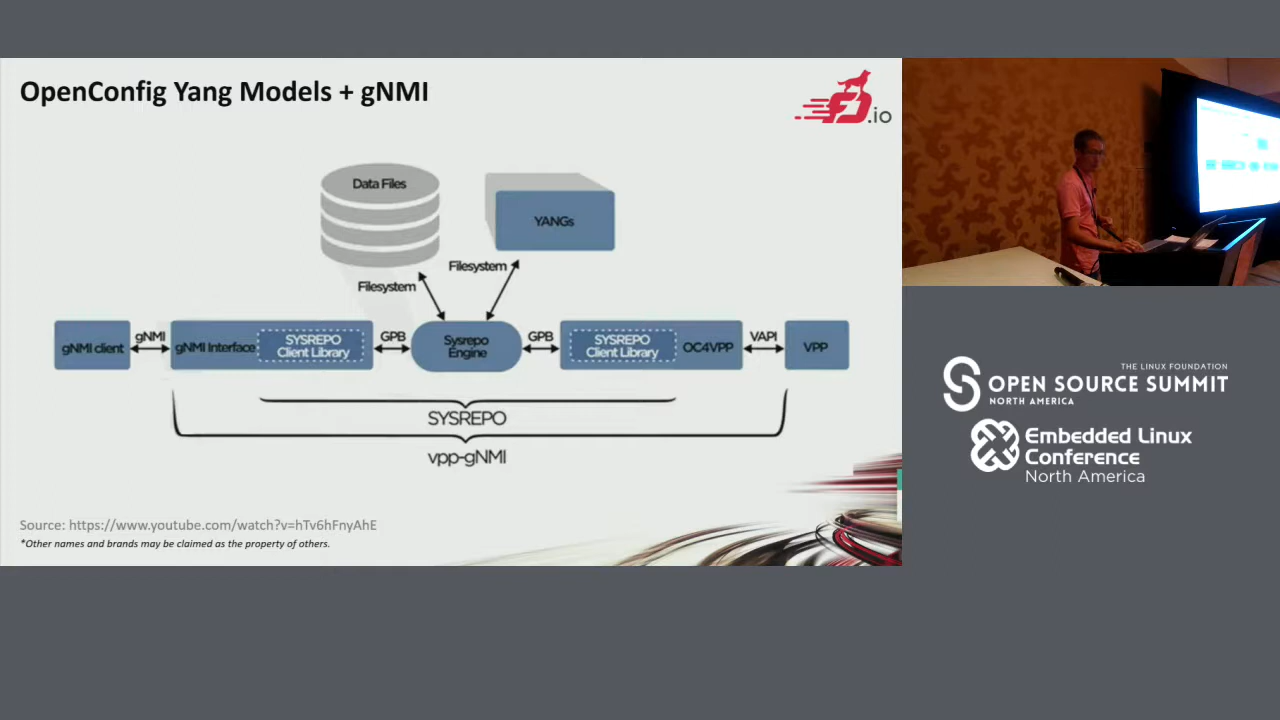 OpenConfig Yang Models + gNMI
FD.io
Data Files
YANGs
Filesystem
Filesystem
gNMI client
gNMI
gNMI Interface
SYSREPO
Client Library
GPB
Sysrepo
Engine
GPB
SYSREPO
Client Library
OC4VPP
VAPI
VPP
SYSREPO
vpp-gNMI
Source: https://www.youtube.com/watch?v=hTv6hFnyAhE
*Other names and brands may be claimed as the property of others.
THE LINUX FOUNDATION
OPEN SOURCE SUMMIT
NORTH AMERICA
Embedded Linux
Conference
North America